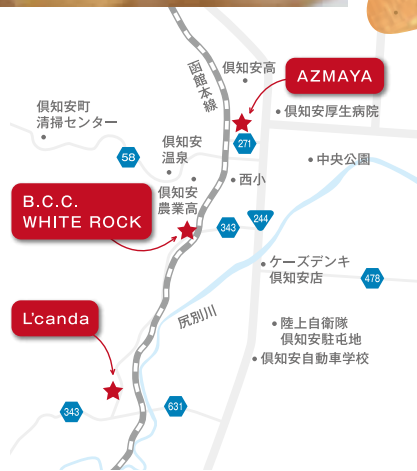 函館本線
倶知安高
AZMAYA
倶知安町
清掃センター
倶知安厚生病院
倶知安
温泉
271
58
中央公園
西小
倶知安
農業高
B.C.C.
WHITE ROCK
343
244
ケーズデンキ
倶知安店
478
L'canda
尻別川
陸上自衛隊
倶知安駐屯地
倶知安自動車学校
343
631